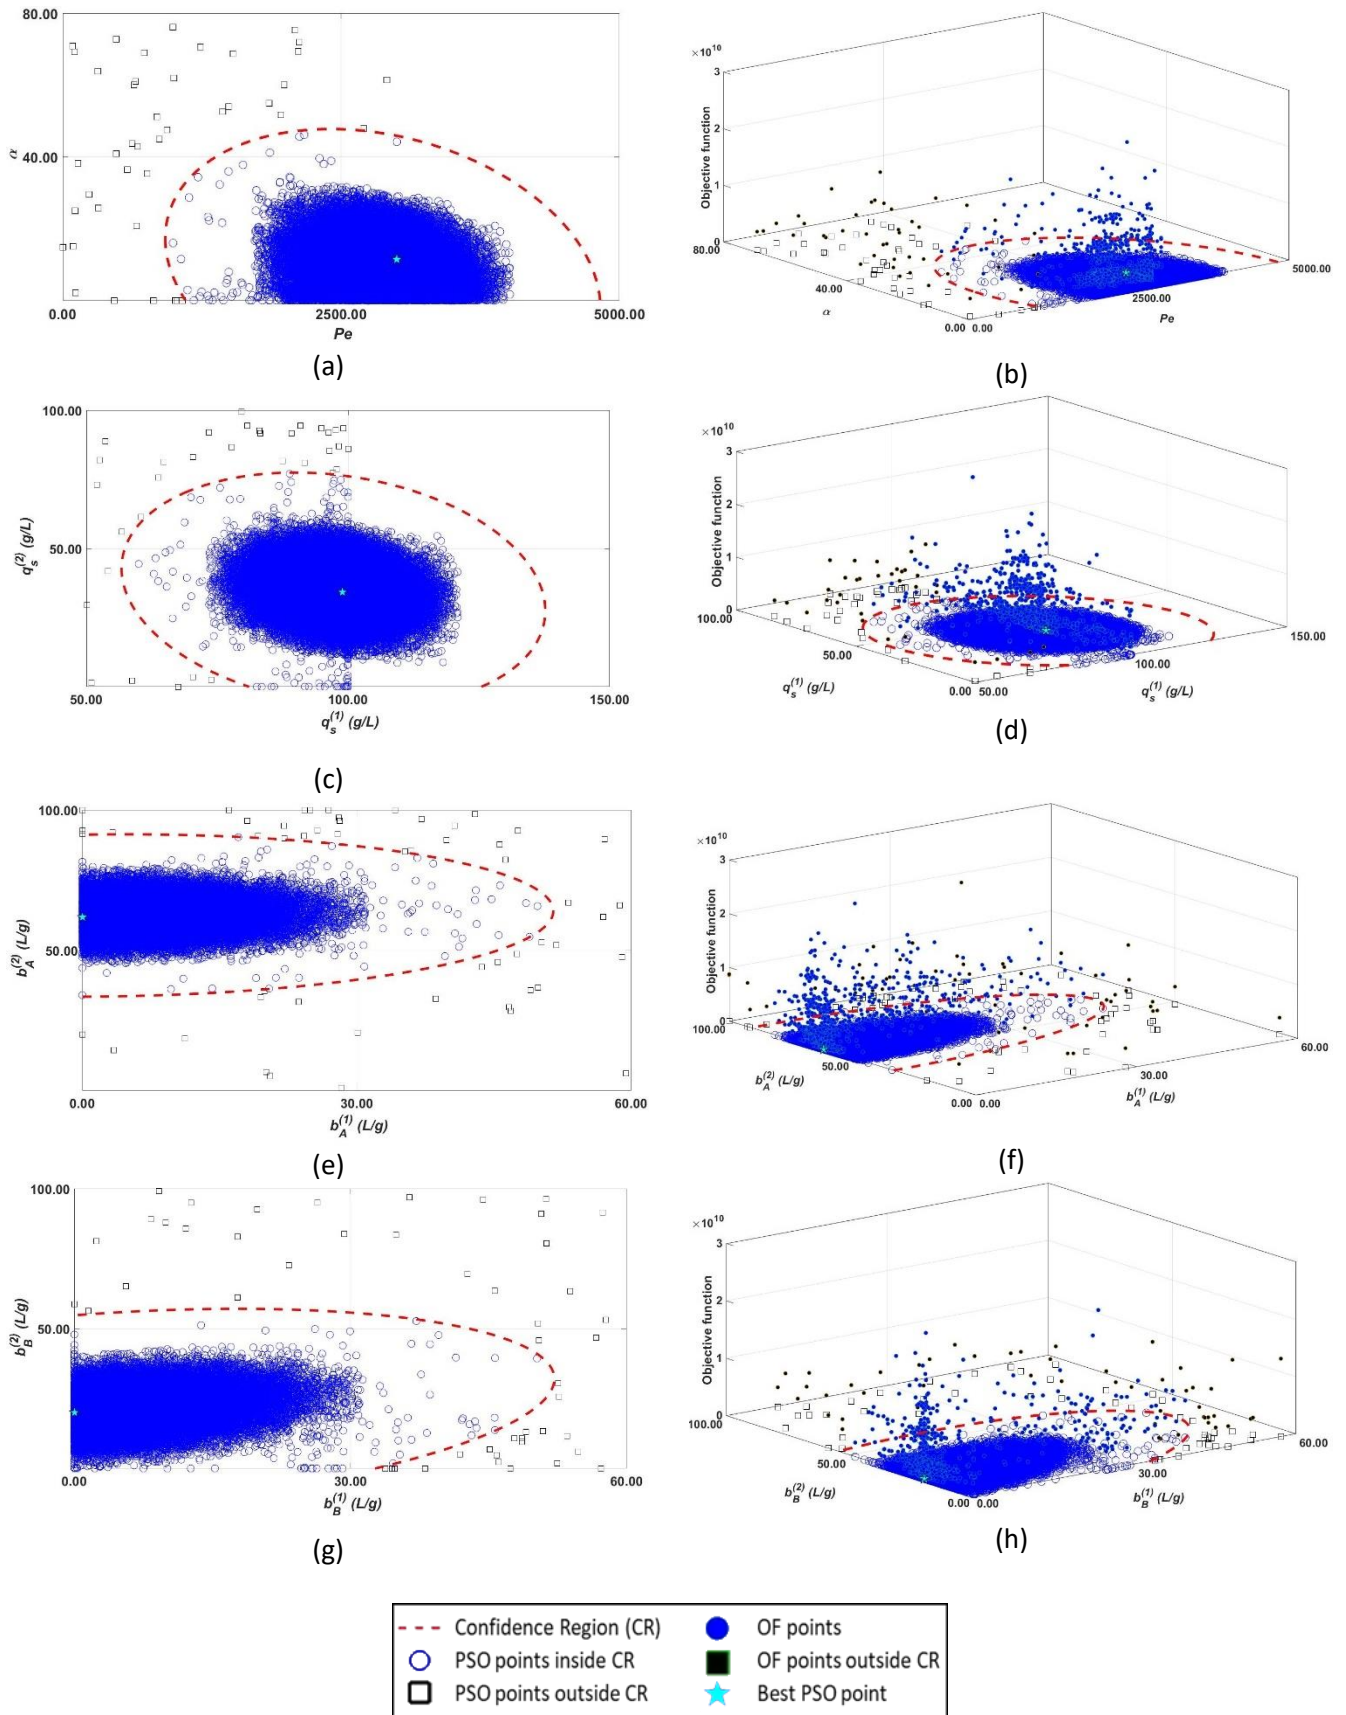 80.00
40.00
α
0.00
2500.00
5000.00
Pe
(a)
×10^10
3
2
1
0
Objective function
80.00
40.00
α
0.00
0.00
2500.00
5000.00
Pe
(b)
100.00
50.00
q_s^(2) (g/L)
50.00
100.00
150.00
q_s^(1) (g/L)
(c)
×10^10
3
2
1
0
Objective function
100.00
50.00
q_s^(1) (g/L)
0.00
50.00
100.00
150.00
q_s^(1) (g/L)
(d)
100.00
50.00
b_A^(2) (L/g)
0.00
30.00
60.00
b_A^(1) (L/g)
(e)
×10^10
3
2
1
0
Objective function
100.00
50.00
b_A^(2) (L/g)
0.00
0.00
30.00
60.00
b_A^(1) (L/g)
(f)
100.00
50.00
b_B^(2) (L/g)
0.00
30.00
60.00
b_B^(1) (L/g)
(g)
×10^10
3
2
1
0
Objective function
100.00
50.00
b_B^(2) (L/g)
0.00
0.00
30.00
60.00
b_B^(1) (L/g)
(h)
Confidence Region (CR)
OF points
PSO points inside CR
OF points outside CR
PSO points outside CR
Best PSO point